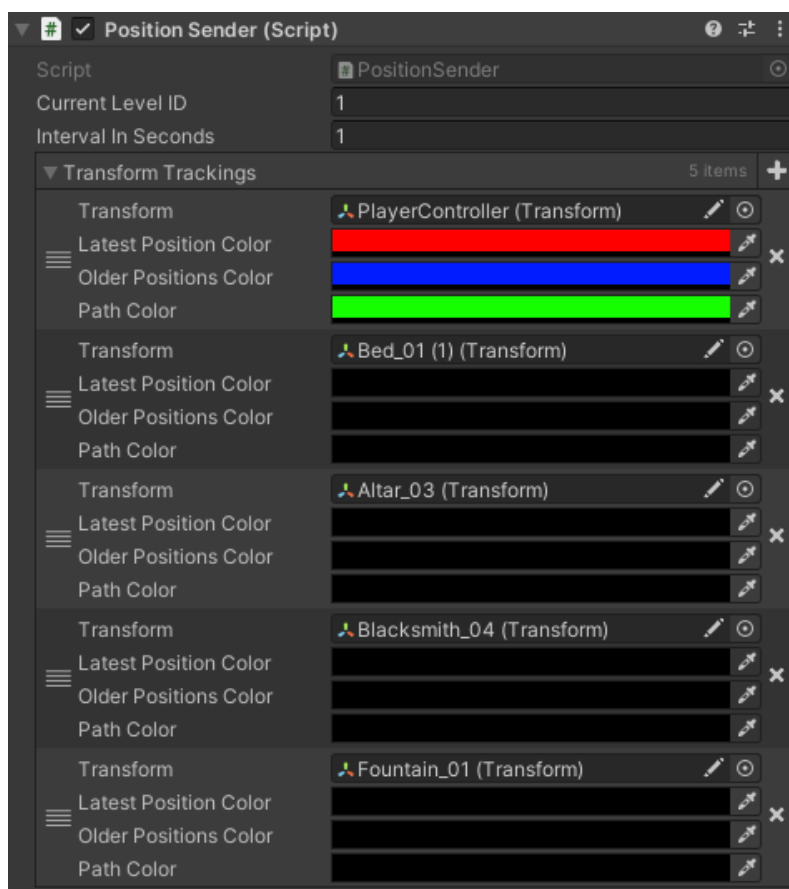 Position Sender (Script)
Script PositionSender
Current Level ID 1
Interval In Seconds 1
Transform Trackings 5 items
Transform PlayerController (Transform)
Latest Position Color
Older Positions Color
Path Color
Transform Bed_01 (1) (Transform)
Latest Position Color
Older Positions Color
Path Color
Transform Altar_03 (Transform)
Latest Position Color
Older Positions Color
Path Color
Transform Blacksmith_04 (Transform)
Latest Position Color
Older Positions Color
Path Color
Transform Fountain_01 (Transform)
Latest Position Color
Older Positions Color
Path Color